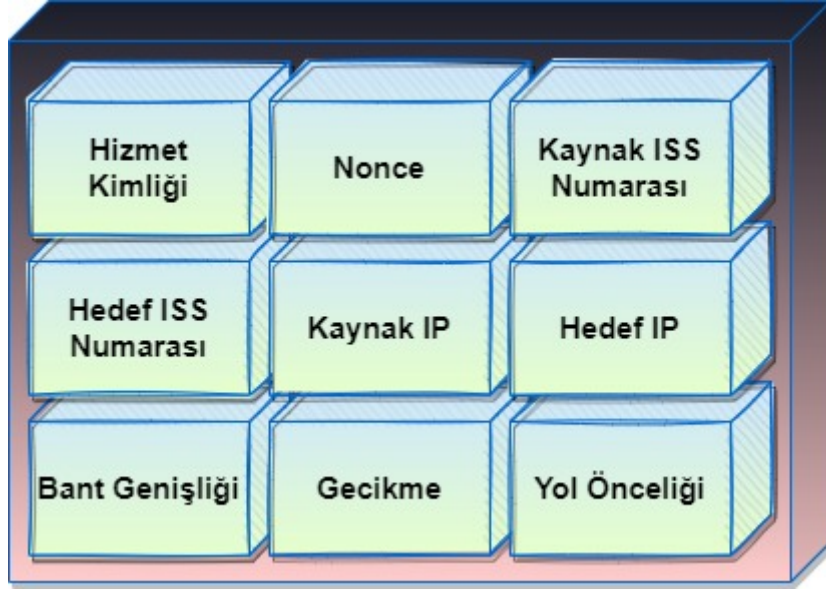 Hizmet
Kimliği
Nonce
Kaynak ISS
Numarası
Hedef ISS
Numarası
Kaynak IP
Hedef IP
Bant Genişliği
Gecikme
Yol Önceliği